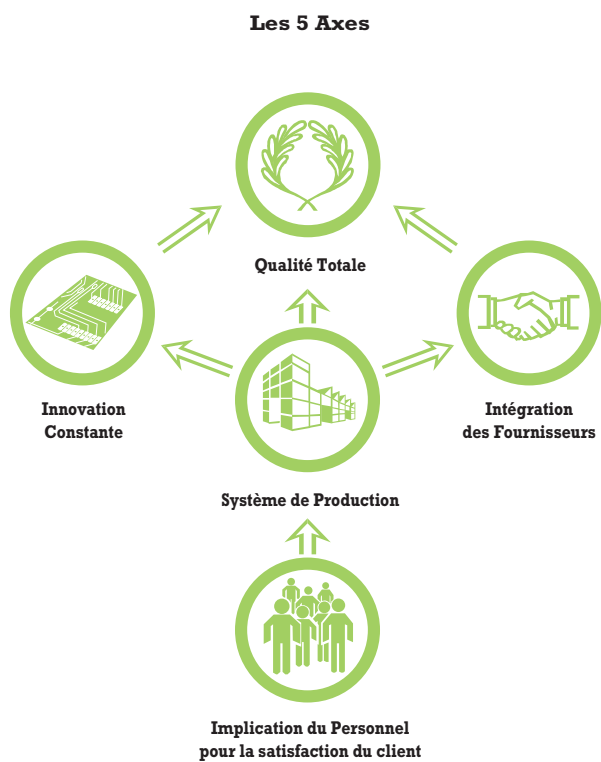 Les 5 Axes
Qualité Totale
Innovation
Constante
Intégration
des Fournisseurs
Système de Production
Implication du Personnel
pour la satisfaction du client